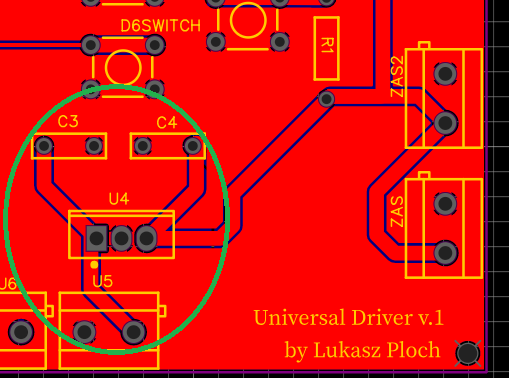 D6SWITCH
R1
ZAS2
C3
C4
U4
ZAS
U6
U5
Universal Driver v.1
by Lukasz Ploch